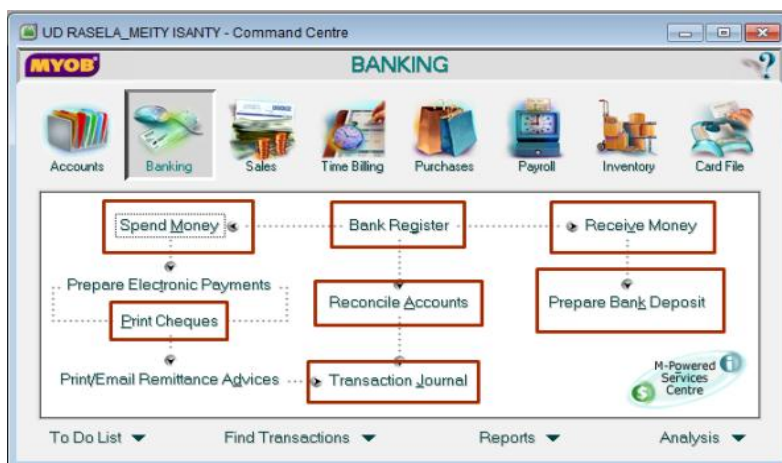 UD RASELA_MEITY ISANTY - Command Centre
MYOB BANKING
Accounts Banking Sales Time Billing Purchases Payroll Inventory Card File
Spend Money Bank Register Receive Money
Prepare Electronic Payments
Reconcile Accounts Prepare Bank Deposit
Print Cheques
Print/Email Remittance Advices Transaction Journal
M-Powered
Services
Centre
To Do List Find Transactions Reports Analysis